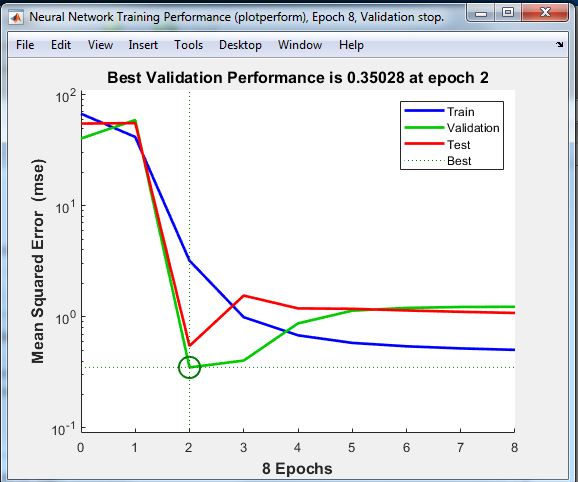 Neural Network Training Performance (plotperform), Epoch 8, Validation stop.
File Edit View Insert Tools Desktop Window Help
Best Validation Performance is 0.35028 at epoch 2
Train
Validation
Test
Best
Mean Squared Error (mse)
10^2
10^1
10^0
10^-1
0 1 2 3 4 5 6 7 8
8 Epochs